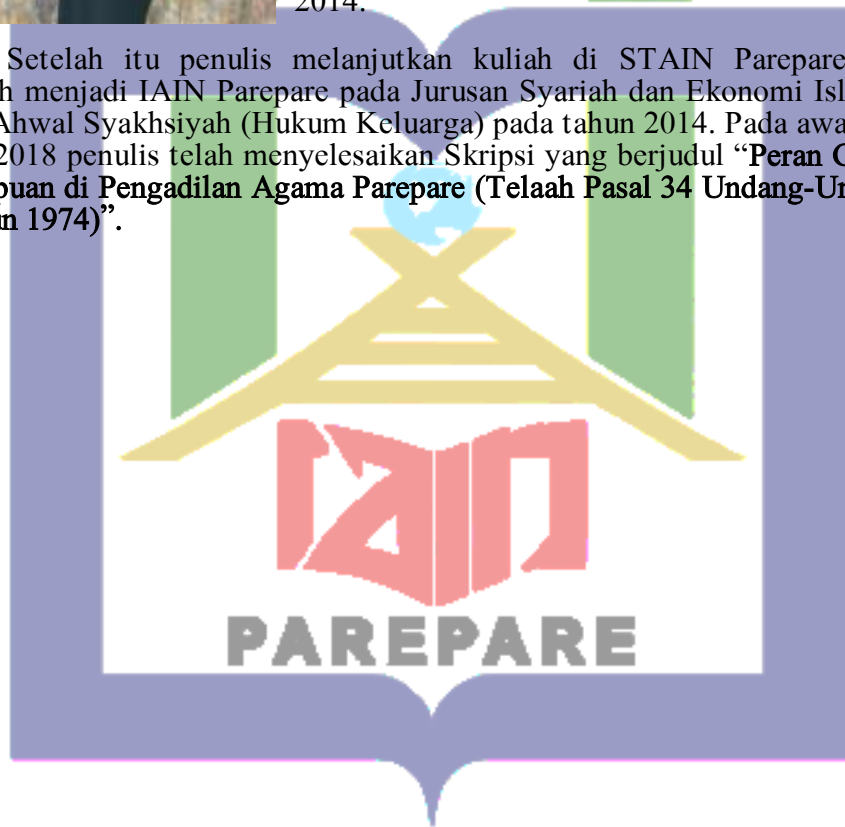 2014.
Setelah itu penulis melanjutkan kuliah di STAIN Parepare
h menjadi IAIN Parepare pada Jurusan Syariah dan Ekonomi Isl
Ahwal Syakhsiyah (Hukum Keluarga) pada tahun 2014. Pada awa
2018 penulis telah menyelesaikan Skripsi yang berjudul “Peran G
puan di Pengadilan Agama Parepare (Telaah Pasal 34 Undang-Un
n 1974)”.
iain
PAREPARE